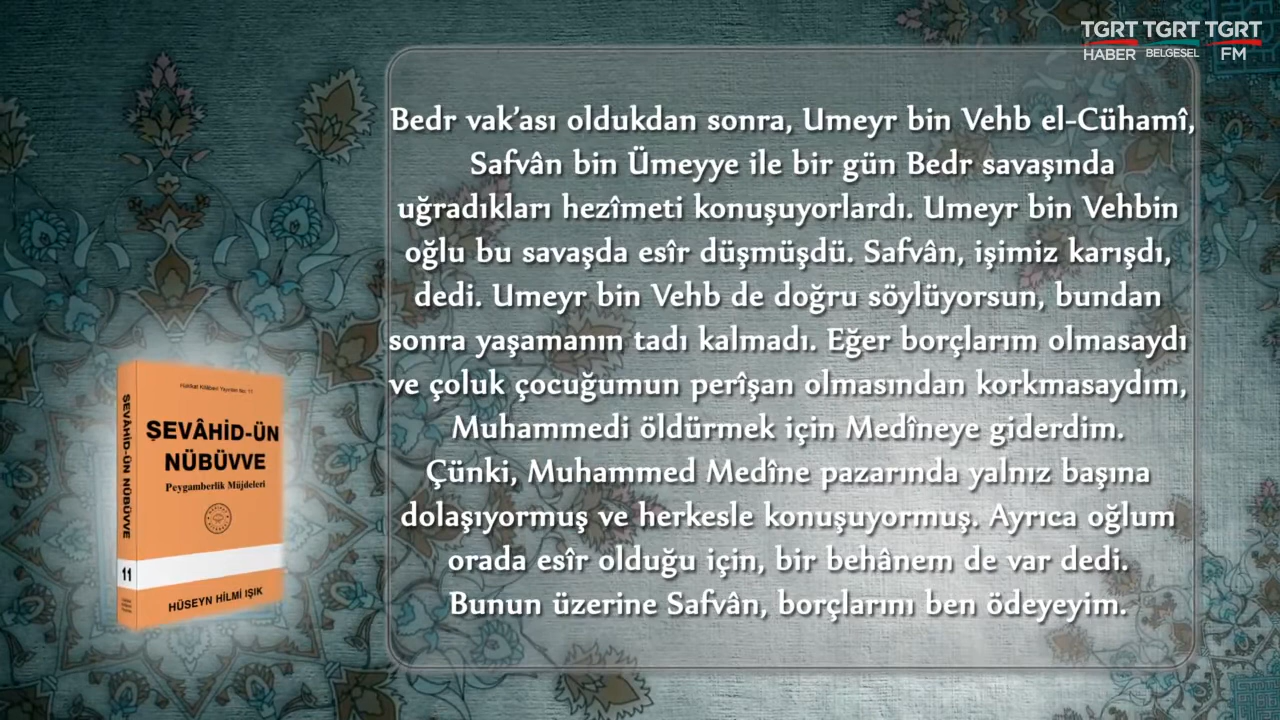 TGRT TGRT TGRT
HABER BELGESEL FM
Bedr vak’ası oldukdan sonra, Umeyr bin Vehb el-Cühamî,
Safvân bin Ümeyye ile bir gün Bedr savaşında
uğradıkları hezîmeti konuşuyorlardı. Umeyr bin Vehbin
oğlu bu savaşda esîr düşmüşdü. Safvân, işimiz karışdı,
dedi. Umeyr bin Vehb de doğru söylüyorsun, bundan
sonra yaşamanın tadı kalmadı. Eğer borçlarım olmasaydı
ve çoluk çocuğumun perîşan olmasından korkmasaydım,
Muhammedi öldürmek için Medîneye giderdim.
Çünki, Muhammed Medîne pazarında yalnız başına
dolaşıyormuş ve herkesle konuşuyormuş. Ayrıca oğlum
orada esîr olduğu için, bir behânem de var dedi.
Bunun üzerine Safvân, borçlarını ben ödeyeyim.
Hakîkat Kitâbevi Yayınları No: 11
ŞEVÂHİD-ÜN
NÜBÜVVE
Peygamberlik Müjdeleri
HÜSEYN HİLMİ IŞIK
ŞEVÂHİD-ÜN NÜBÜVVE
11